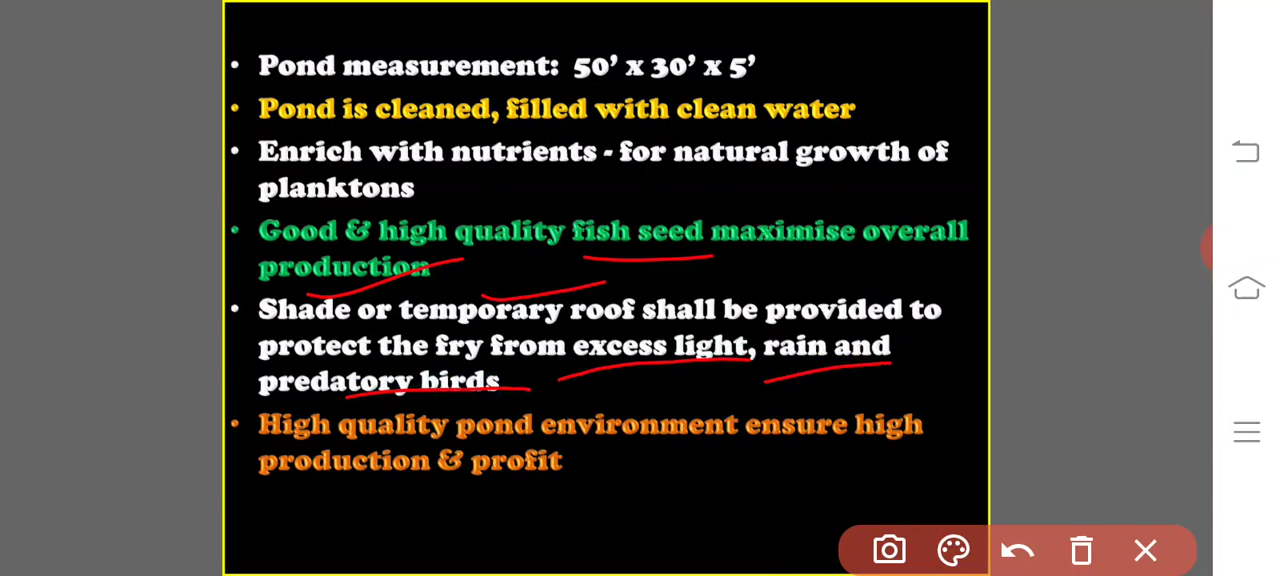 • Pond measurement: 50' x 30' x 5'
• Pond is cleaned, filled with clean water
• Enrich with nutrients - for natural growth of
planktons
• Good & high quality fish seed maximise overall
production
• Shade or temporary roof shall be provided to
protect the fry from excess light, rain and
predatory birds
• High quality pond environment ensure high
production & profit